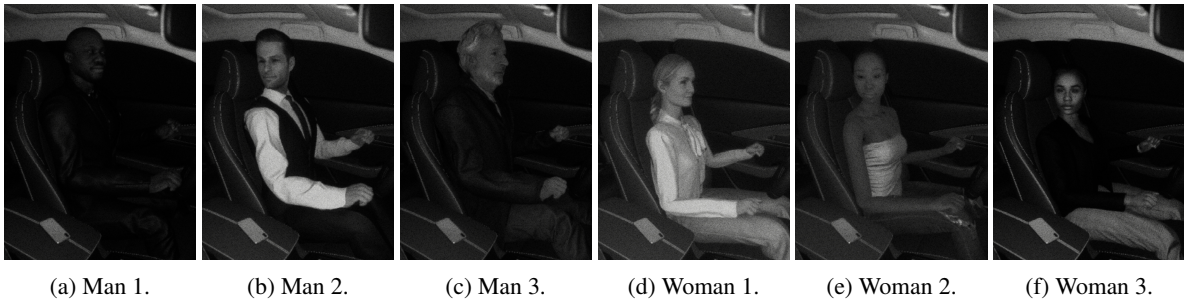 (a) Man 1.
(b) Man 2.
(c) Man 3.
(d) Woman 1.
(e) Woman 2.
(f) Woman 3.